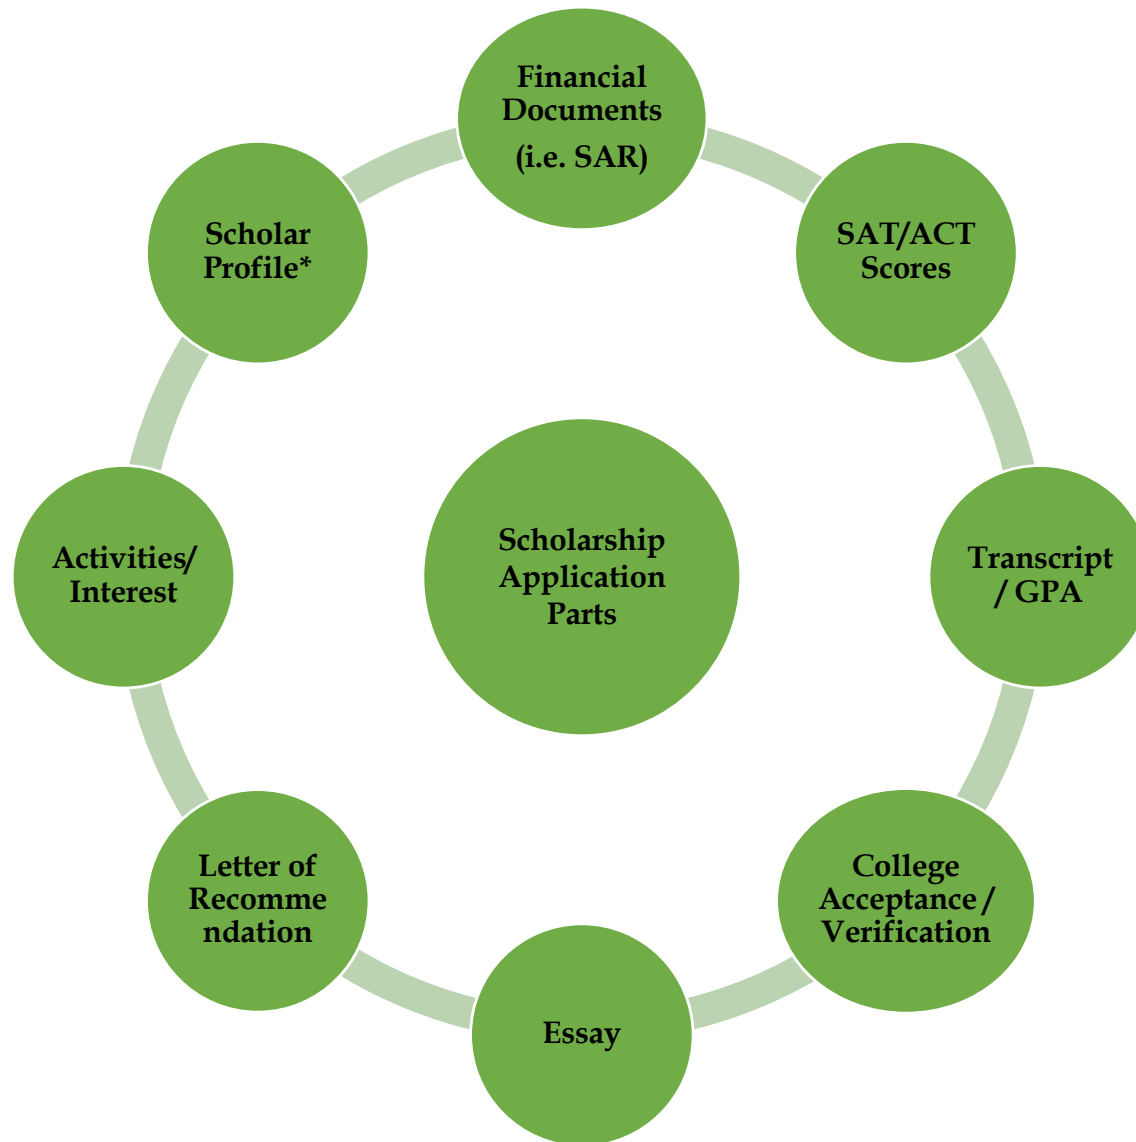 Financial
Documents
(i.e. SAR)
SAT/ACT
Scores
Transcript
/ GPA
College
Acceptance /
Verification
Essay
Letter of
Recomme
ndation
Activities/
Interest
Scholar
Profile*
Scholarship
Application
Parts